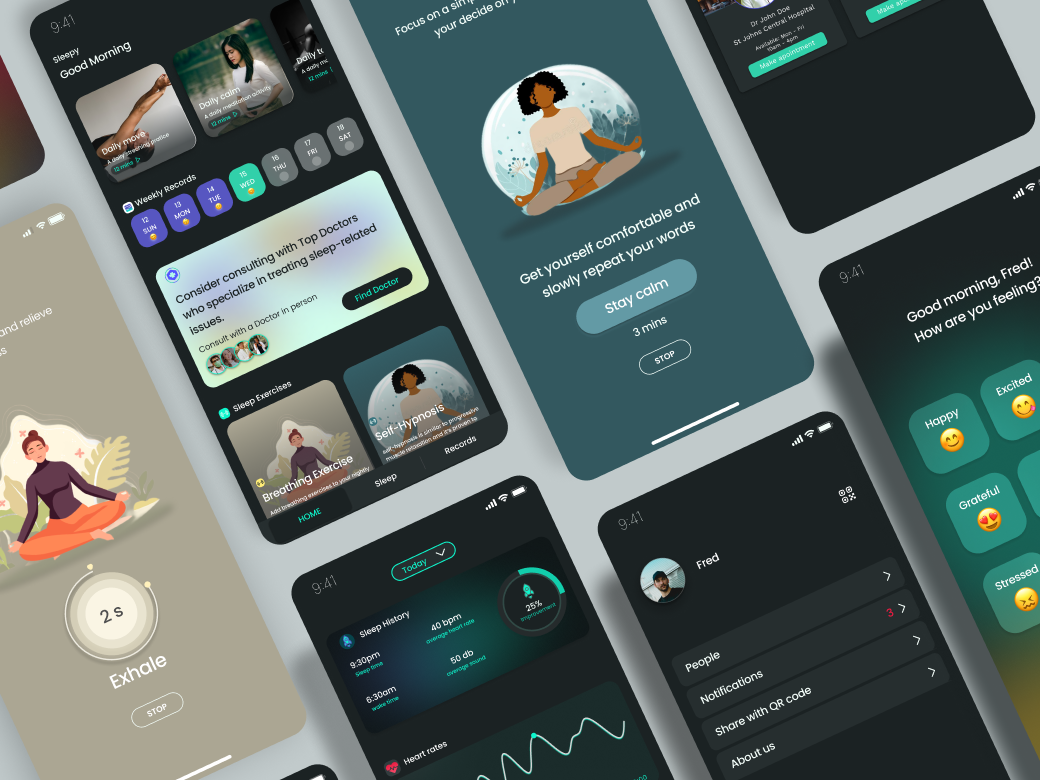 9:41
Sleepy
Good Morning
Daily move
A daily streching pratice
12 mins
Daily calm
A daily meditation activity
12 mins
Daily
A daily
12 mins
Weekly Records
12
SUN
13
MON
14
TUE
15
WED
16
THU
17
FRI
18
SAT
Consider consulting with Top Doctors
who specialize in treating sleep-related
issues.
Consult with a Doctor in person
Find Doctor
Sleep Exercises
Breathing Exercise
Add breathing exercises to your nightly
Self-Hypnosis
self-hypnosis is similar to progressive
muscle relaxation and it's proven to
HOME
Sleep
Records
and relieve
2 s
Exhale
STOP
Focus on a
your decide on
Get yourself comfortable and
slowly repeat your words
Stay calm
3 mins
STOP
Dr John Doe
St Johns Central Hospital
Available: Mon - Fri
10am - 4pm
Make apointment
Make
9:41
Today
Sleep History
9:30pm
Sleep time
40 bpm
average heart rate
6:30am
wake time
50 db
average sound
25%
improvement
Heart rates
9:41
Fred
People
Notifications
3
Share with QR code
About us
9:41
Good morning, Fred!
How are you feeling?
Happy
Excited
Grateful
Stressed